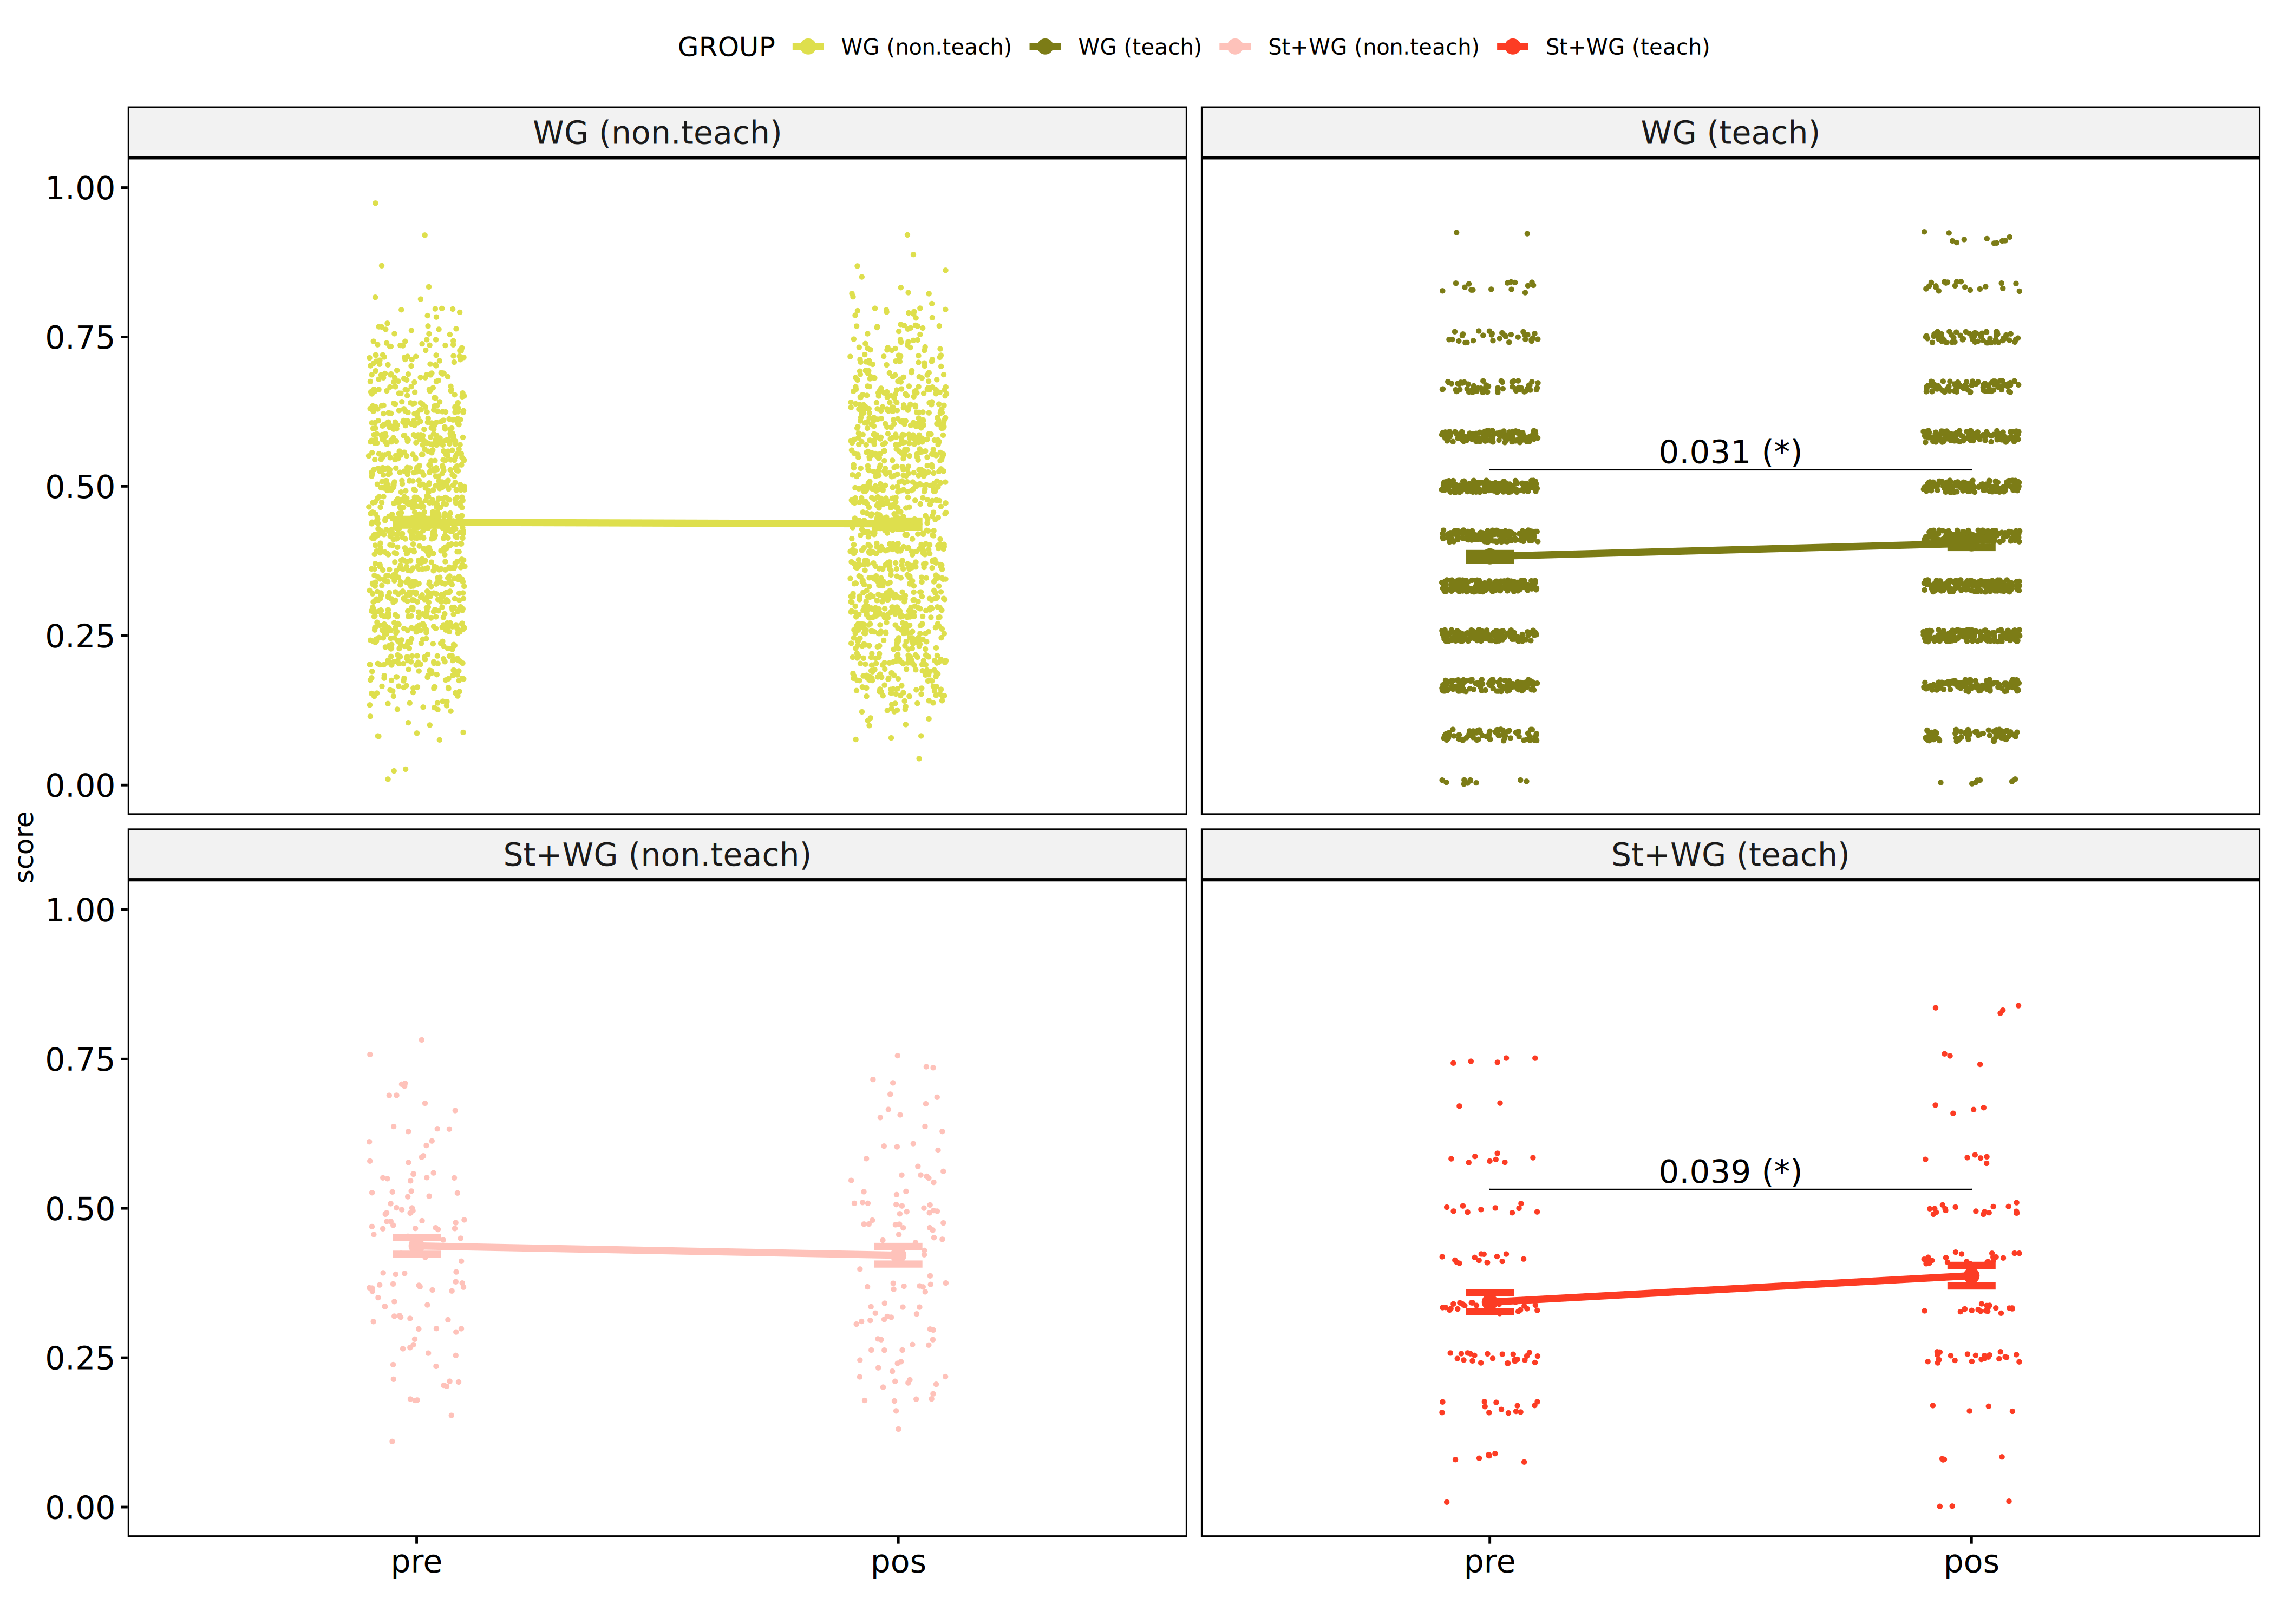 GROUP WG (non.teach) WG (teach) St+WG (non.teach) St+WG (teach)
WG (non.teach)
WG (teach)
1.00
0.75
0.50
0.25
0.00
0.031 (*)
score
St+WG (non.teach)
St+WG (teach)
1.00
0.75
0.50
0.25
0.00
0.039 (*)
pre
pos
pre
pos